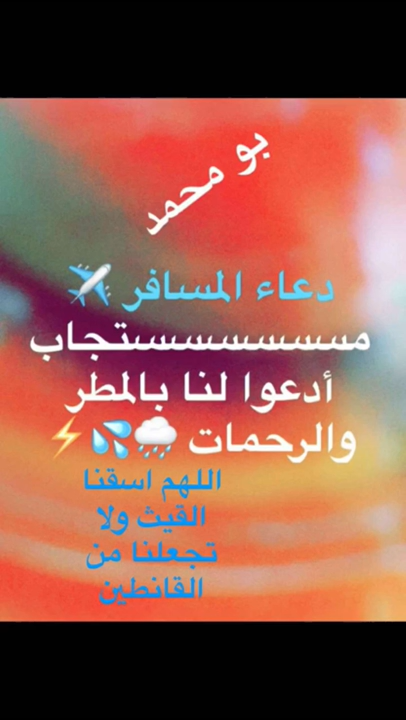 بو محمد
دعاء المسافر ✈️
مسسسسسسستجاب
أدعوا لنا بالمطر
والرحمات ⛈💦⚡
اللهم اسقنا
القيث ولا
تجعلنا من
القانطين